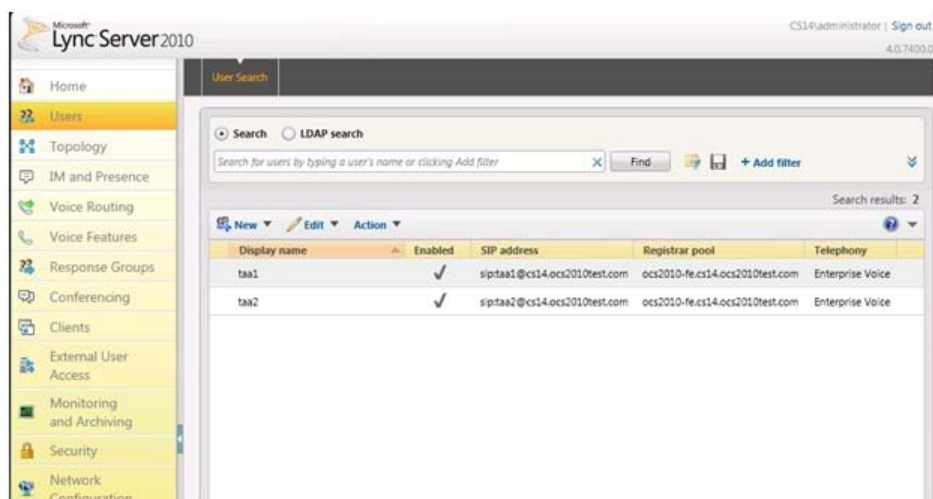 Microsoft
Lync Server 2010
CS14\administrator | Sign out
4.0.7400.0
Home
Users
Topology
IM and Presence
Voice Routing
Voice Features
Response Groups
Conferencing
Clients
External User
Access
Monitoring
and Archiving
Security
Network
Configuration
User Search
Search LDAP search
Search for users by typing a user's name or clicking Add filter
Find + Add filter
Search results: 2
New Edit Action
Display name Enabled SIP address Registrar pool Telephony
taa1 sip:taa1@cs14.ocs2010test.com ocs2010-fe.cs14.ocs2010test.com Enterprise Voice
taa2 sip:taa2@cs14.ocs2010test.com ocs2010-fe.cs14.ocs2010test.com Enterprise Voice